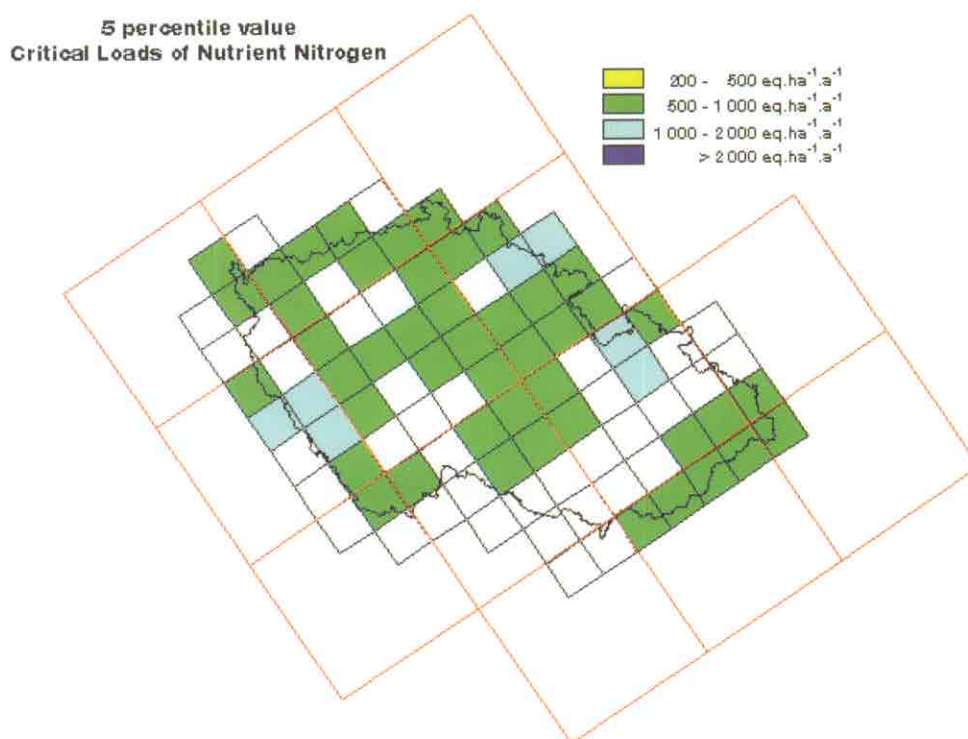 5 percentile value
Critical Loads of Nutrient Nitrogen
200 - 500 eq.ha⁻¹.a⁻¹
500 - 1 000 eq.ha⁻¹.a⁻¹
1 000 - 2 000 eq.ha⁻¹.a⁻¹
> 2 000 eq.ha⁻¹.a⁻¹